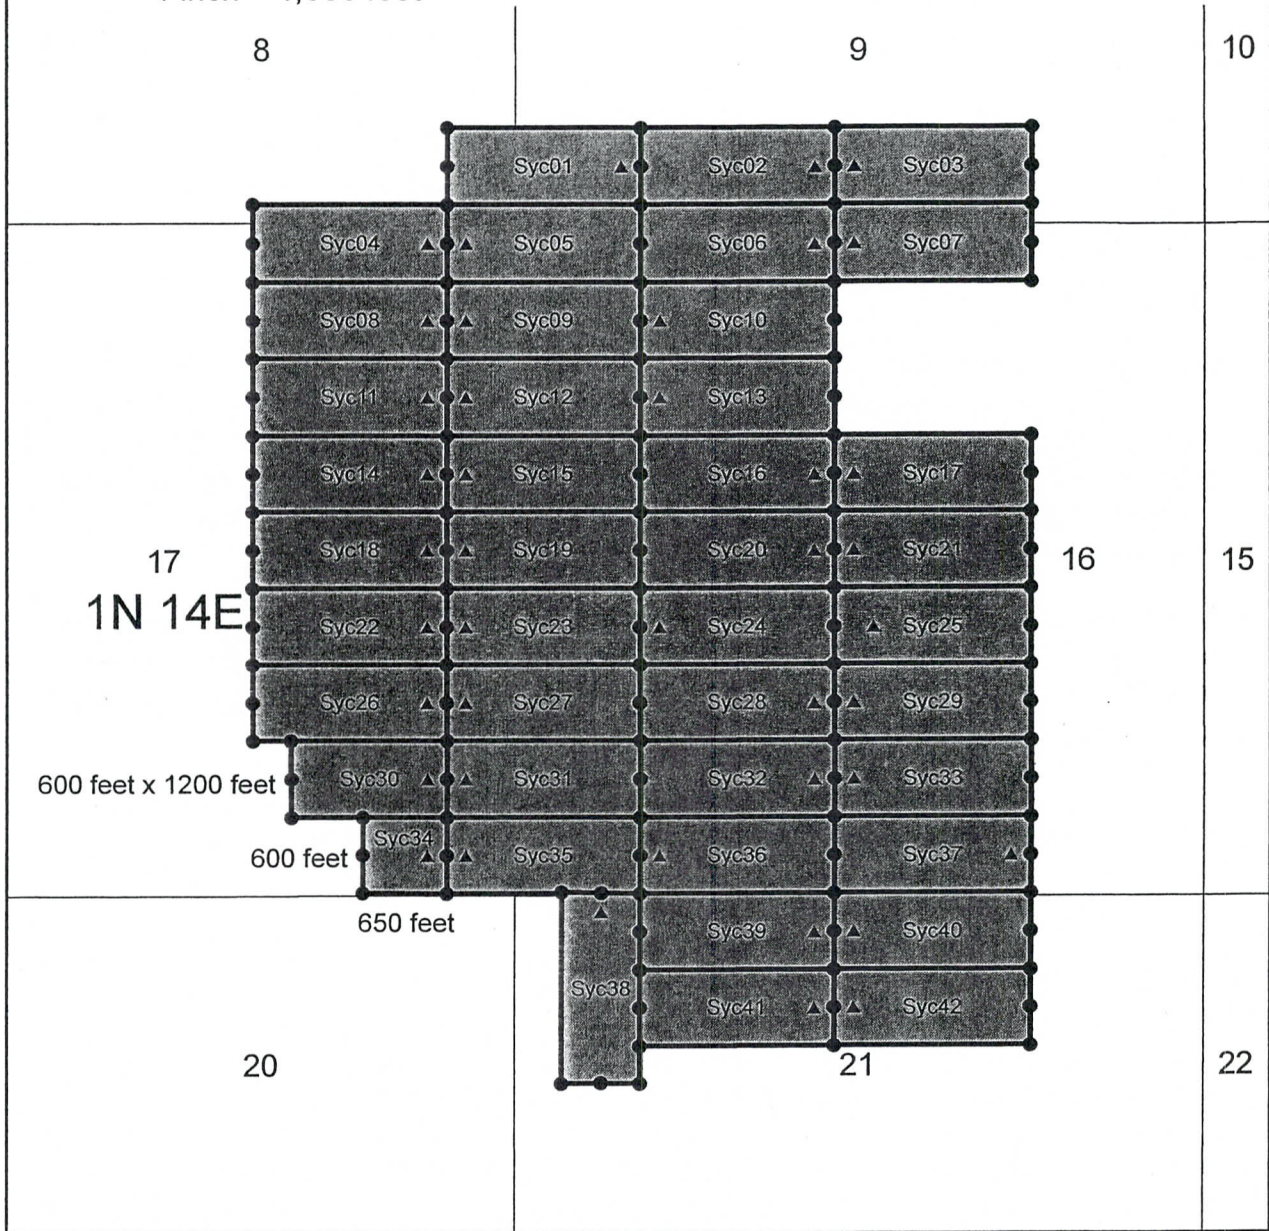 8 9 10
Syc01 Syc02 Syc03
Syc04 Syc05 Syc06 Syc07
Syc08 Syc09 Syc10
Syc11 Syc12 Syc13
Syc14 Syc15 Syc16 Syc17
Syc18 Syc19 Syc20 Syc21
17 16 15
1N 14E
Syc22 Syc23 Syc24 Syc25
Syc26 Syc27 Syc28 Syc29
600 feet x 1200 feet Syc30 Syc31 Syc32 Syc33
Syc34
600 feet Syc35 Syc36 Syc37
650 feet
Syc39 Syc40
Syc38
Syc41 Syc42
20 21 22